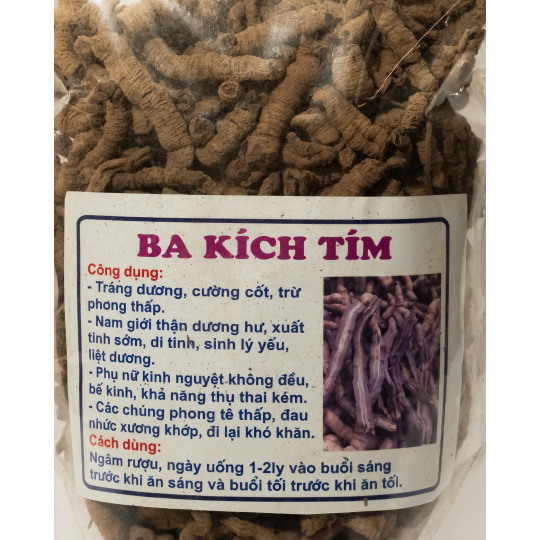 BA KÍCH TÍM
Công dụng:
- Tráng dương, cường cốt, trừ
phong thấp.
- Nam giới thận dương hư, xuất
tinh sớm, di tinh, sinh lý yếu,
liệt dương.
- Phụ nữ kinh nguyệt không đều,
bế kinh, khả năng thụ thai kém.
- Các chúng phong tê thấp, đau
nhức xương khớp, đi lại khó khăn.
Cách dùng:
Ngâm rượu, ngày uống 1-2ly vào buổi sáng
trước khi ăn sáng và buổi tối trước khi ăn tối.